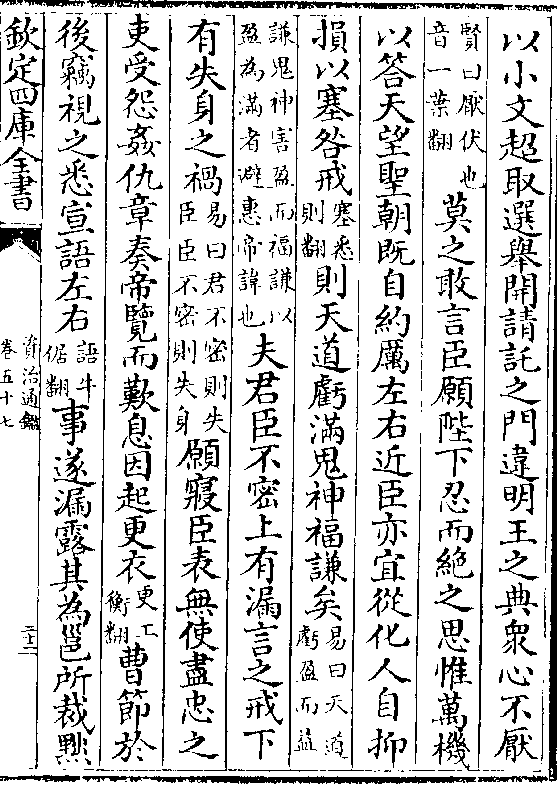 以小文超取選舉開請託之門違明王之典衆心不厭
賢曰厭伏也音一葉翻莫之敢言臣願陛下忍而絶之思惟萬機
以答天望聖朝既自約厲左右近臣亦宜從化人自抑
損以塞咎戒塞悉則翻則天道虧滿鬼神福謙矣易曰天道虧盈而益
謙鬼神害盈而福謙以盈為滿者避惠帝諱也夫君臣不密上有漏言之戒下
有失身之禍易曰君不密則失臣臣不密則失身願寢臣表無使盡忠之
吏受怨姦仇章奏帝覽而歎息因起更衣更工衡翻曹節於
後竊視之悉宣語左右語牛倨翻事遂漏露其為邕所裁黜
欽定四庫全書
資治通鑑
卷五十七